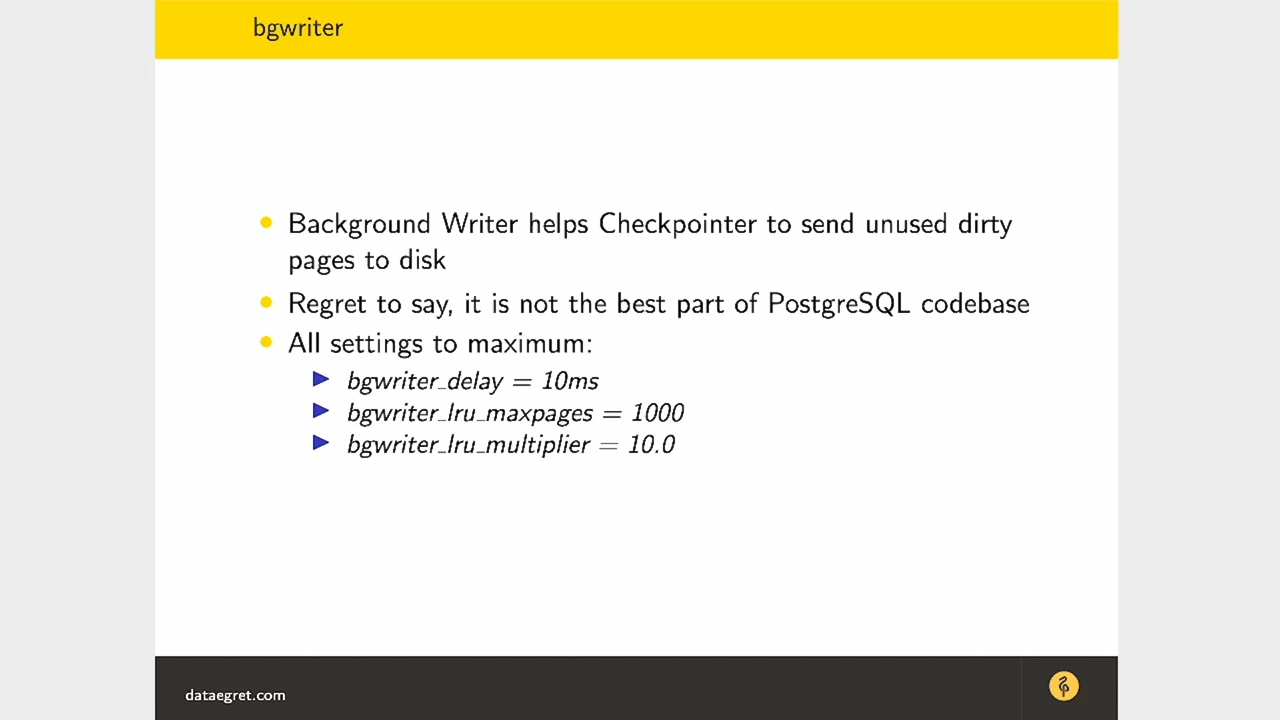 bgwriter
Background Writer helps Checkpointer to send unused dirty
pages to disk
Regret to say, it is not the best part of PostgreSQL codebase
All settings to maximum:
bgwriter_delay = 10ms
bgwriter_lru_maxpages = 1000
bgwriter_lru_multiplier = 10.0
dataegret.com